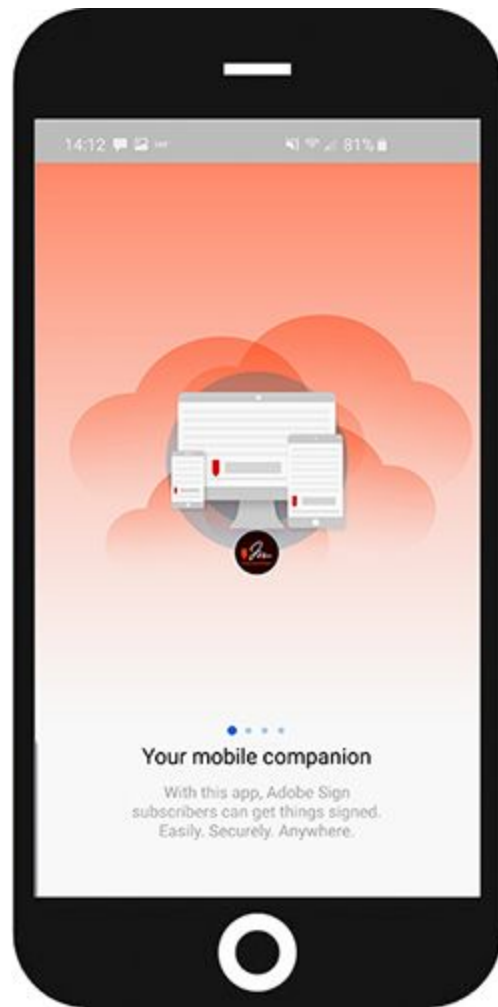 14:12 81%
Your mobile companion
With this app, Adobe Sign
subscribers can get things signed.
Easily. Securely. Anywhere.